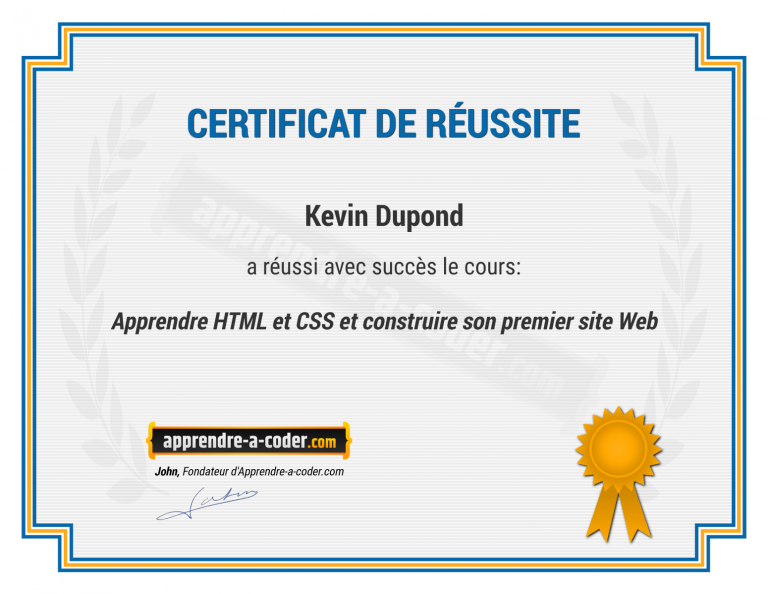 CERTIFICAT DE RÉUSSITE
Kevin Dupond
a réussi avec succès le cours:
Apprendre HTML et CSS et construire son premier site Web
apprendre-a-coder.com
apprendre-a-coder.com
John, Fondateur d'Apprendre-a-coder.com